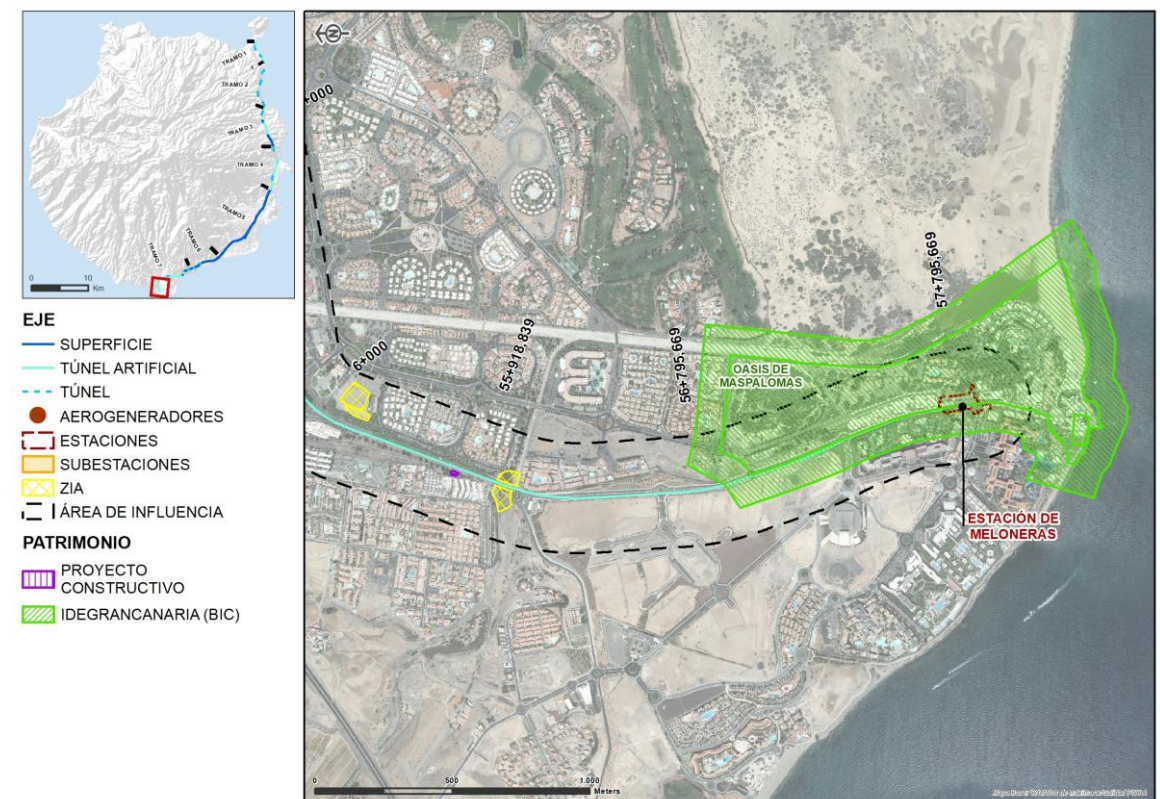 TRAMO 1
TRAMO 2
TRAMO 3
TRAMO 4
TRAMO 5
TRAMO 6
TRAMO 7
0 10
Km
EJE
SUPERFICIE
TÚNEL ARTIFICIAL
TÚNEL
AEROGENERADORES
ESTACIONES
SUBESTACIONES
ZIA
ÁREA DE INFLUENCIA
PATRIMONIO
PROYECTO
CONSTRUCTIVO
IDEGRANCANARIA (BIC)
N
+000
6+000
55+918,839
56+795,669
57+795,669
OASIS DE
MASPALOMAS
ESTACIÓN DE
MELONERAS
0 500 1.000
Meters